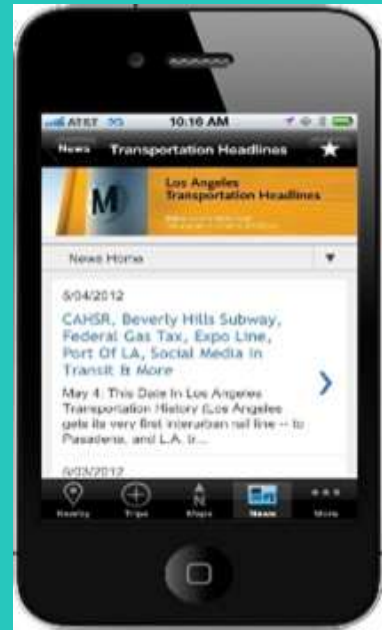 AT&T 3G 10:16 AM
News Transportation Headlines
M
Los Angeles
Transportation Headlines
News Home
5/04/2012
CAHSR, Beverly Hills Subway,
Federal Gas Tax, Expo Line,
Port Of LA, Social Media In
Transit & More
May 4: This Date In Los Angeles
Transportation History (Los Angeles
gets its very first interurban rail line -- to
Pasadena, and L.A. tr...
5/03/2012
Nearby Trips Maps News More
N